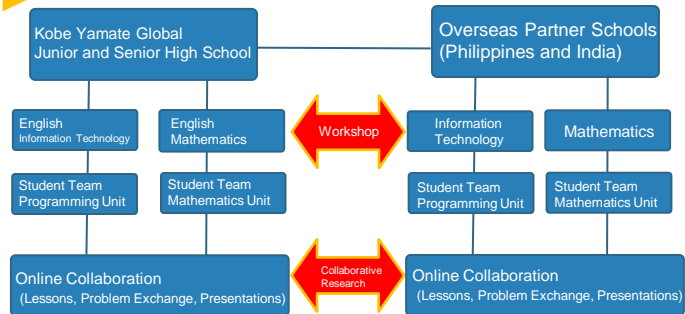 Kobe Yamate Global
Junior and Senior High School
Overseas Partner Schools
(Philippines and India)
English
Information Technology
English
Mathematics
Workshop
Information
Technology
Mathematics
Student Team
Programming Unit
Student Team
Mathematics Unit
Student Team
Programming Unit
Student Team
Mathematics Unit
Online Collaboration
(Lessons, Problem Exchange, Presentations)
Collaborative
Research
Online Collaboration
(Lessons, Problem Exchange, Presentations)